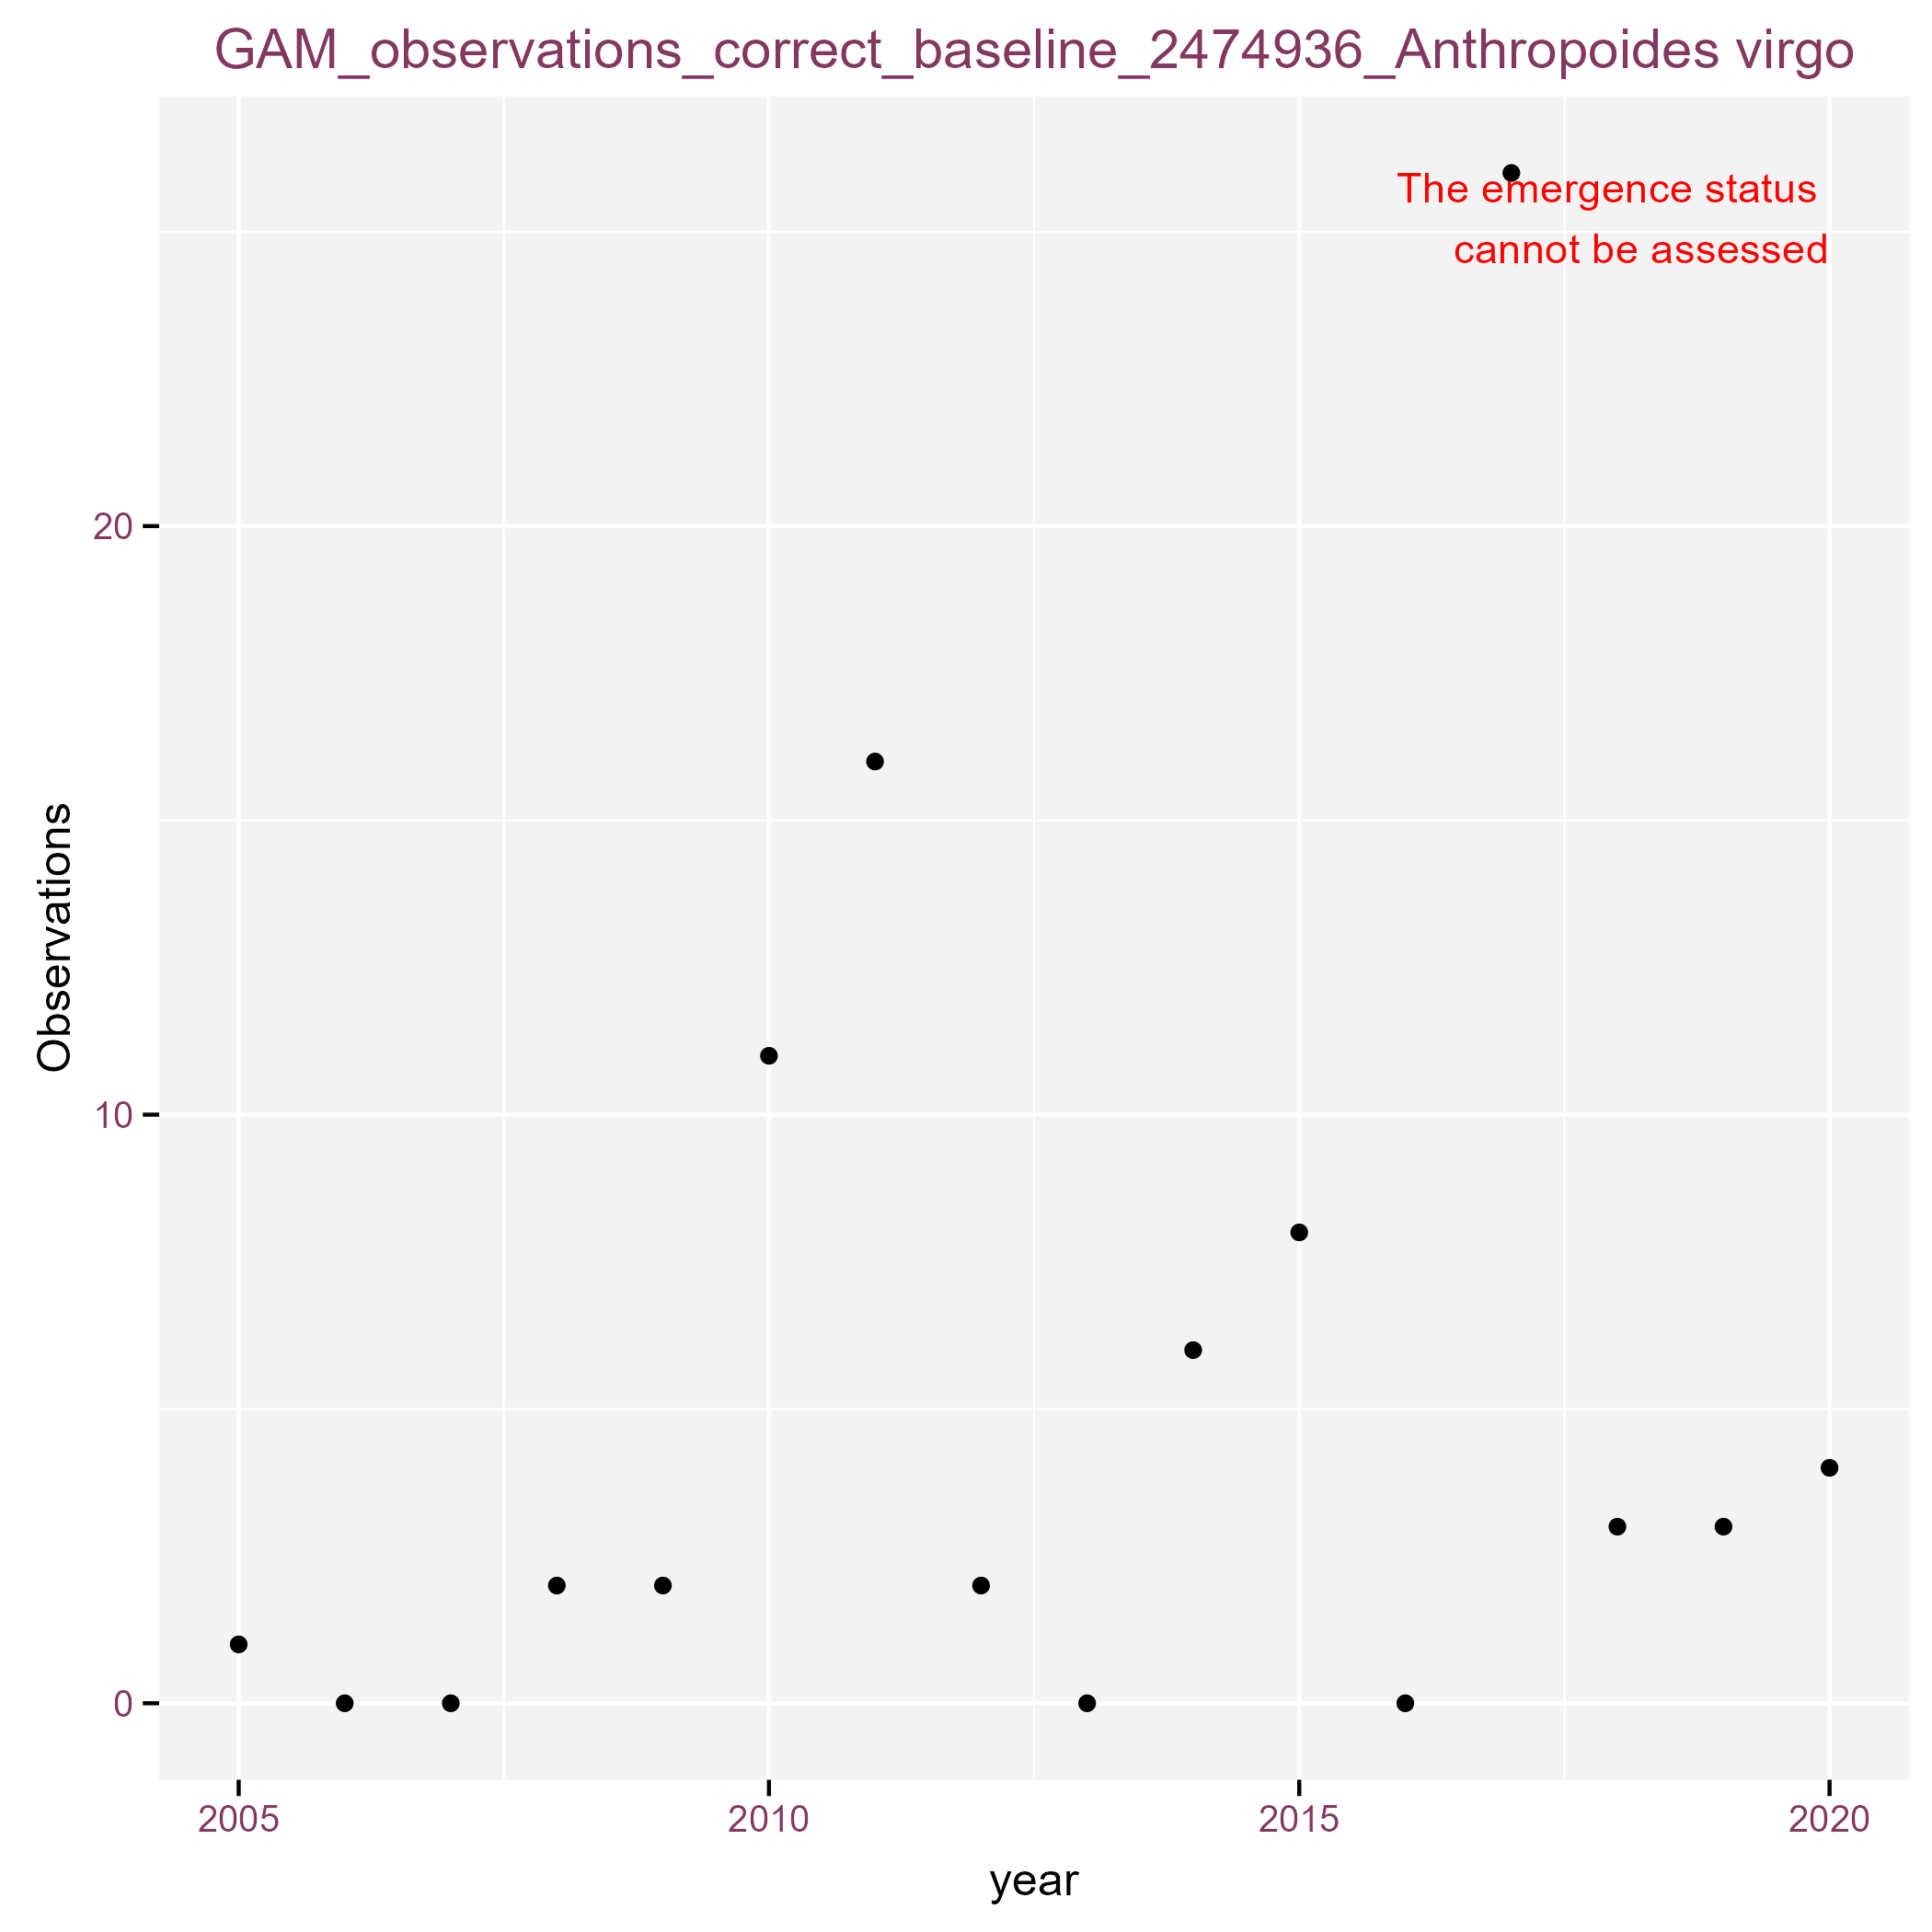 GAM_observations_correct_baseline_2474936_Anthropoides virgo
The emergence status
cannot be assessed
Observations
20
10
0
2005
2010
2015
2020
year